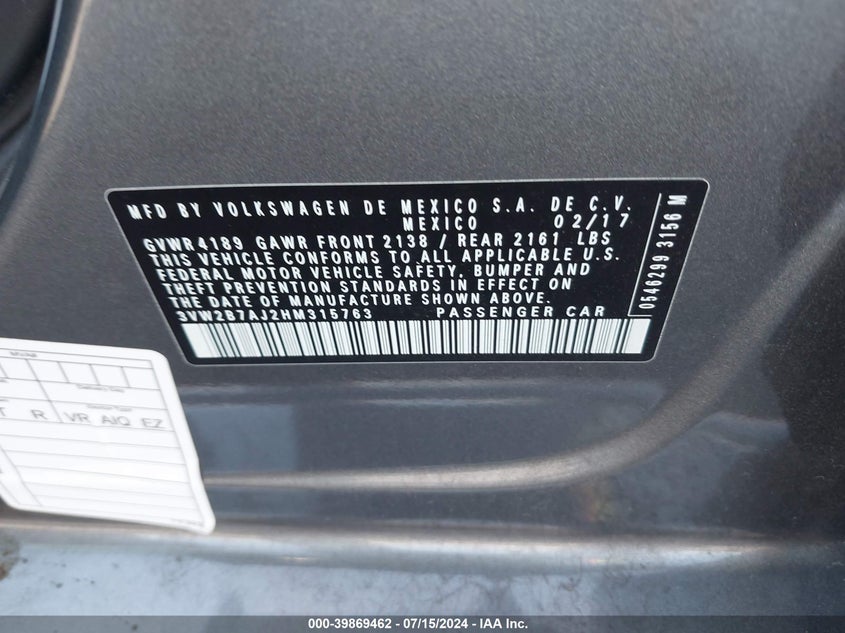 MFD BY VOLKSWAGEN DE MEXICO S.A. DE C.V.
MEXICO 02/17
GVWR 4189 GAWR FRONT 2138 / REAR 2161 LBS
THIS VEHICLE CONFORMS TO ALL APPLICABLE U.S.
FEDERAL MOTOR VEHICLE SAFETY, BUMPER AND
THEFT PREVENTION STANDARDS IN EFFECT ON
THE DATE OF MANUFACTURE SHOWN ABOVE.
3VW2B7AJ2HM315763 PASSENGER CAR
0546299 3156 M
T R VR AIQ EZ
000-39869462 - 07/15/2024 - IAA Inc.